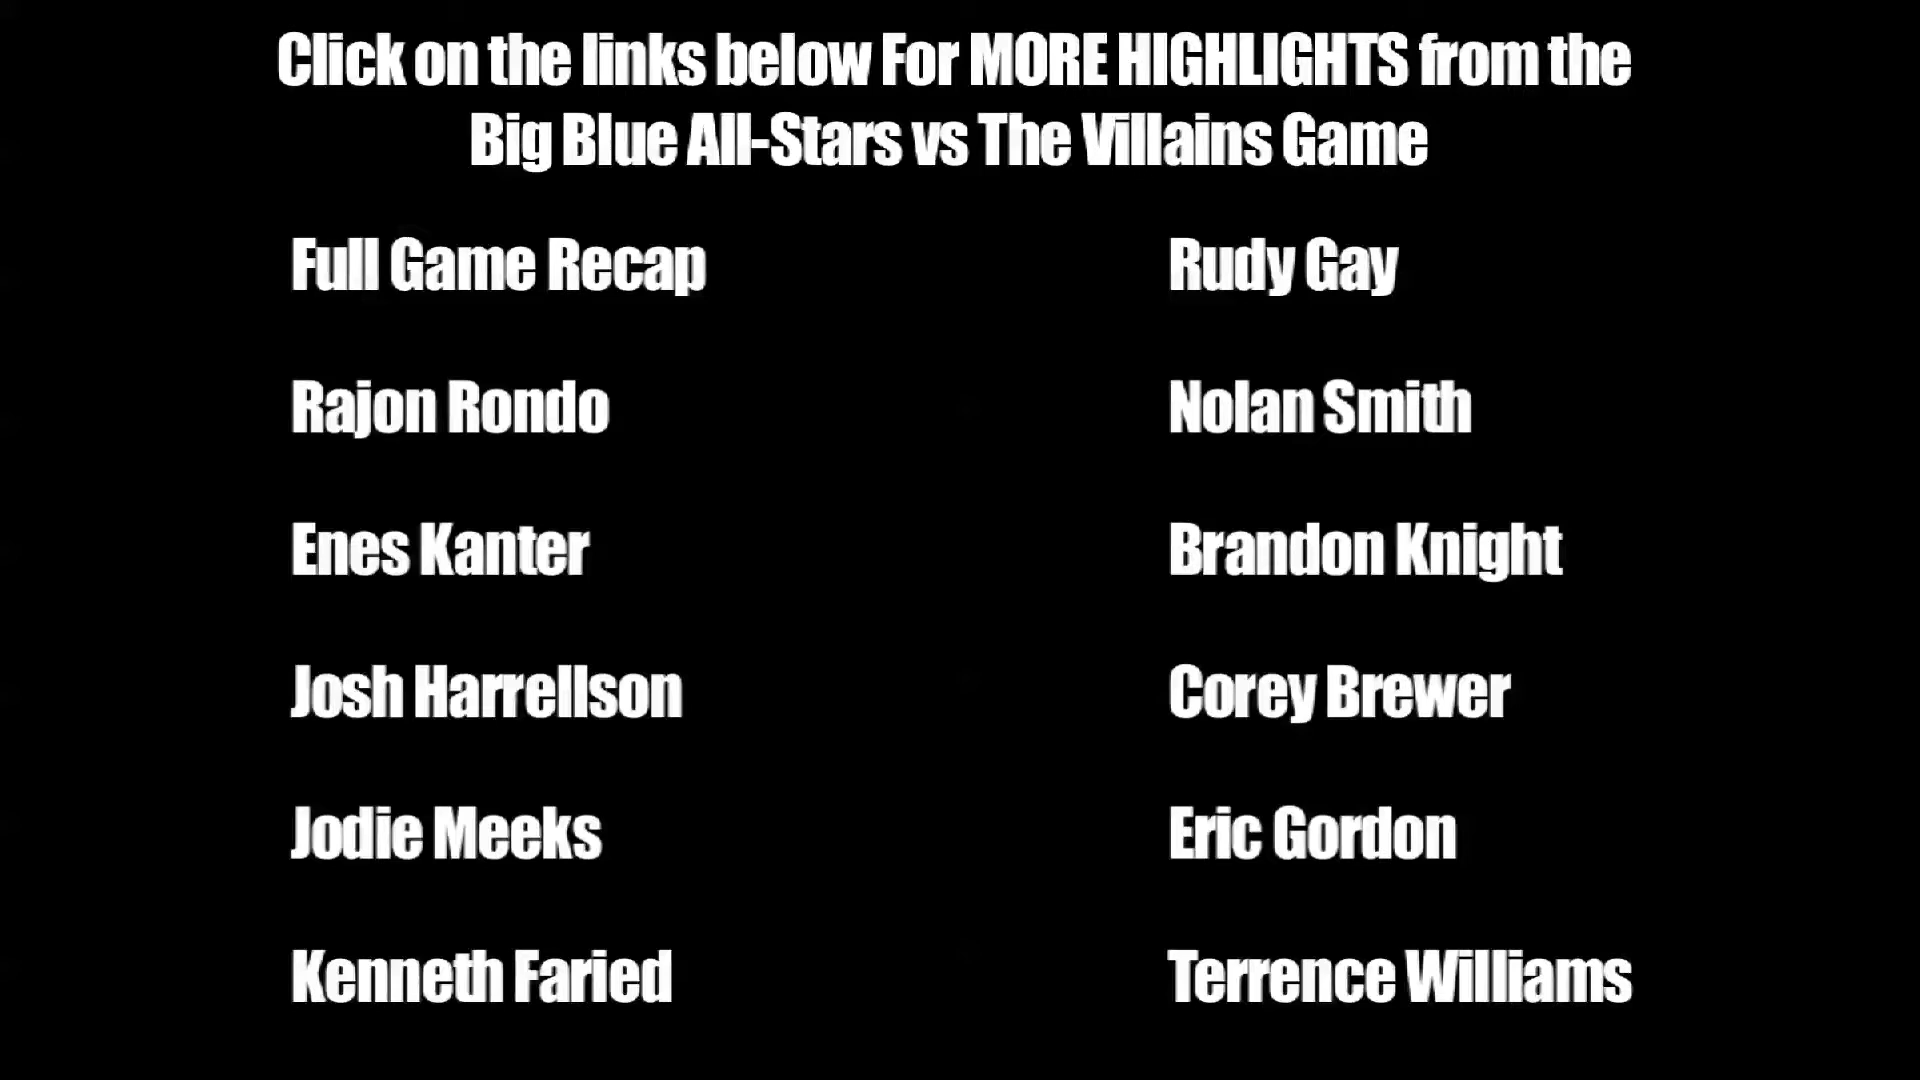 Click on the links below For MORE HIGHLIGHTS from the
Big Blue All-Stars vs The Villains Game
Full Game Recap
Rudy Gay
Rajon Rondo
Nolan Smith
Enes Kanter
Brandon Knight
Josh Harrellson
Corey Brewer
Jodie Meeks
Eric Gordon
Kenneth Faried
Terrence Williams